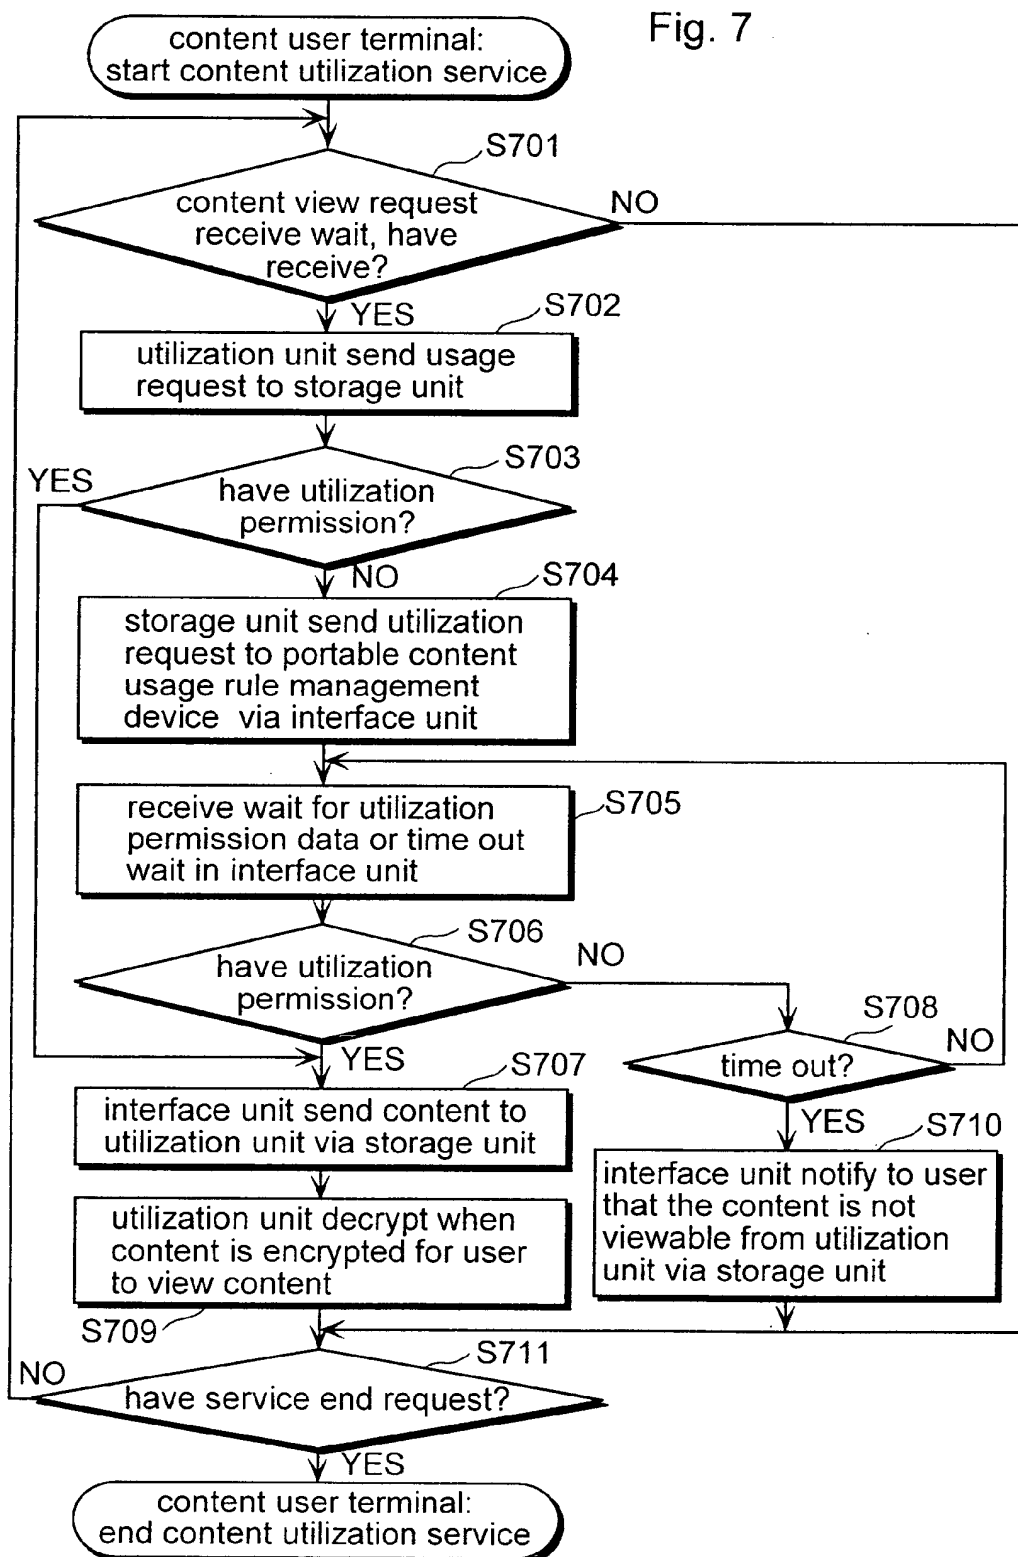 Fig. 7
content user terminal:
start content utilization service
S701
content view request
receive wait, have
receive?
NO
YES
S702
utilization unit send usage
request to storage unit
S703
YES
have utilization
permission?
NO
S704
storage unit send utilization
request to portable content
usage rule management
device via interface unit
S705
receive wait for utilization
permission data or time out
wait in interface unit
S706
have utilization
permission?
NO
S708
time out?
NO
YES
S707
interface unit send content to
utilization unit via storage unit
YES
S710
interface unit notify to user
that the content is not
viewable from utilization
unit via storage unit
utilization unit decrypt when
content is encrypted for user
to view content
S709
S711
NO
have service end request?
YES
content user terminal:
end content utilization service